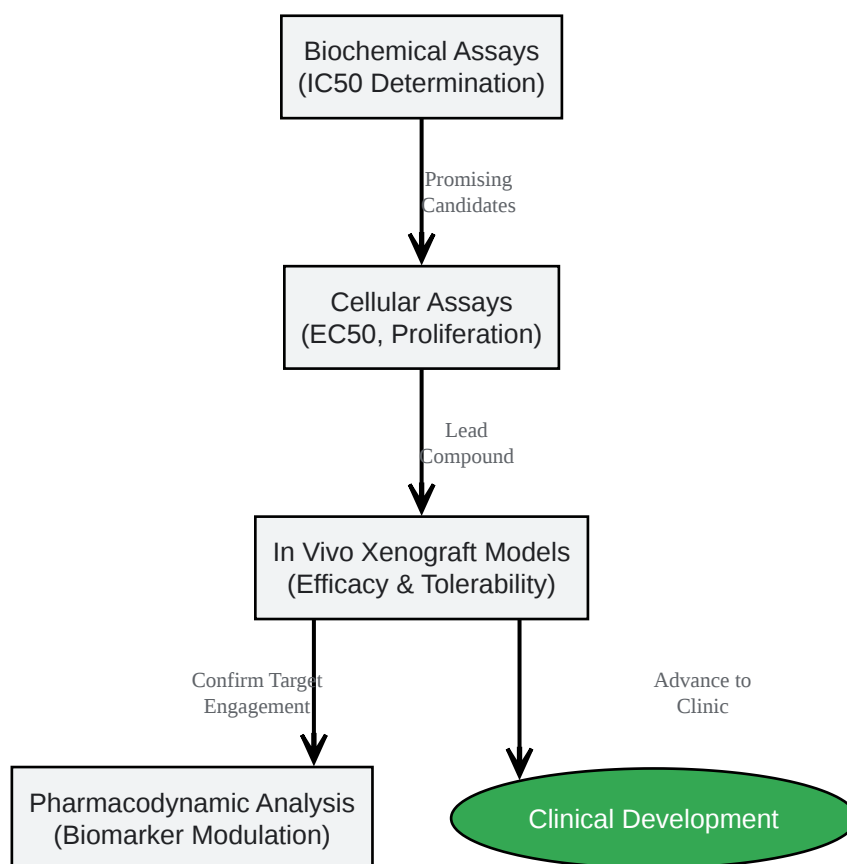 Biochemical Assays
(IC50 Determination)
Promising
Candidates
Cellular Assays
(EC50, Proliferation)
Lead
Compound
In Vivo Xenograft Models
(Efficacy & Tolerability)
Confirm Target
Engagement
Advance to
Clinic
Pharmacodynamic Analysis
(Biomarker Modulation)
Clinical Development